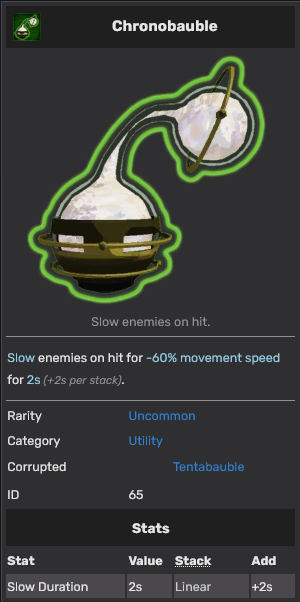 Chronobauble
Slow enemies on hit.
Slow enemies on hit for -60% movement speed
for 2s (+2s per stack).
Rarity Uncommon
Category Utility
Corrupted Tentabauble
ID 65
Stats
Stat Value Stack Add
Slow Duration 2s Linear +2s